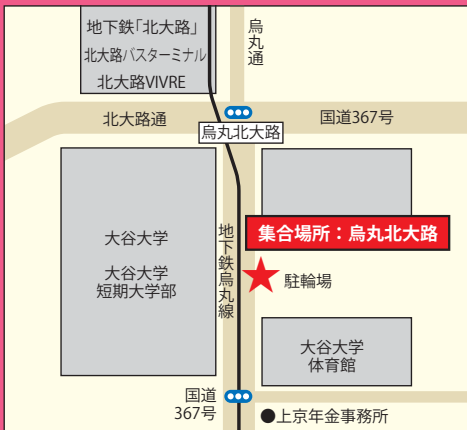 地下鉄「北大路」
北大路バスターミナル
北大路VIVRE
烏丸通
北大路通
国道367号
烏丸北大路
大谷大学
大谷大学
短期大学部
地下鉄烏丸線
集合場所：烏丸北大路
駐輪場
大谷大学
体育館
国道
367号
●上京年金事務所